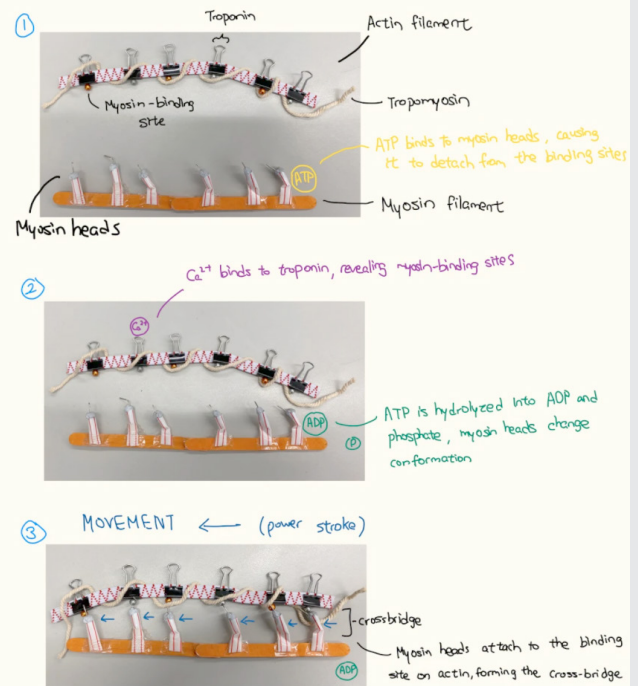 Troponin
1
Actin filament
Myosin-binding
site
Tropomyosin
ATP binds to myosin heads, causing
it to detach from the binding sites
ATP
Myosin filament
Myosin heads
Ca²⁺ binds to troponin, revealing myosin-binding sites
2
Ca²⁺
ATP is hydrolyzed into ADP and
phosphate, myosin heads change
conformation
ADP
P
3
MOVEMENT ← (power stroke)
crossbridge
Myosin heads attach to the binding
site on actin, forming the cross-bridge
ADP